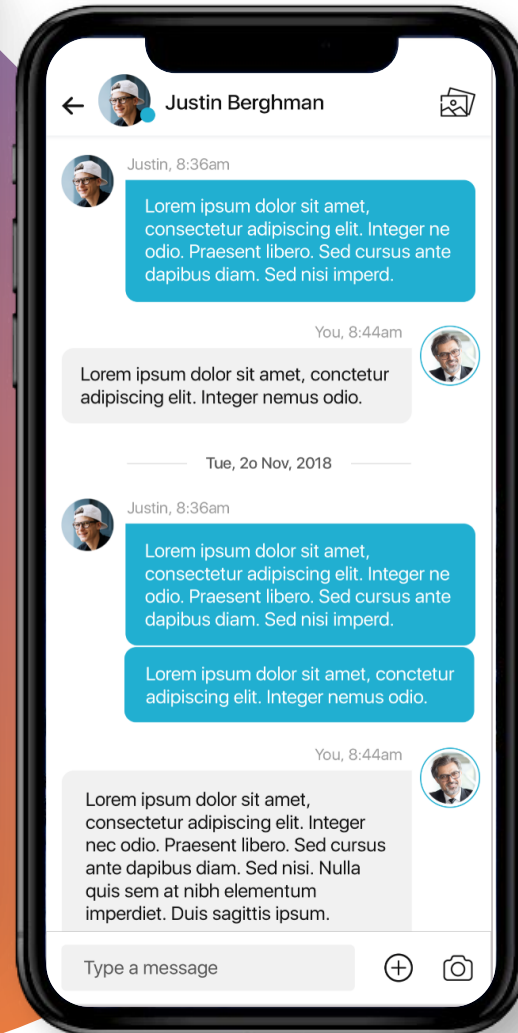 Justin Berghman
Justin, 8:36am
Lorem ipsum dolor sit amet,
consectetur adipiscing elit. Integer ne
odio. Praesent libero. Sed cursus ante
dapibus diam. Sed nisi imperd.
You, 8:44am
Lorem ipsum dolor sit amet, conctetur
adipiscing elit. Integer nemus odio.
Tue, 2o Nov, 2018
Justin, 8:36am
Lorem ipsum dolor sit amet,
consectetur adipiscing elit. Integer ne
odio. Praesent libero. Sed cursus ante
dapibus diam. Sed nisi imperd.
Lorem ipsum dolor sit amet, conctetur
adipiscing elit. Integer nemus odio.
You, 8:44am
Lorem ipsum dolor sit amet,
consectetur adipiscing elit. Integer
nec odio. Praesent libero. Sed cursus
ante dapibus diam. Sed nisi. Nulla
quis sem at nibh elementum
imperdiet. Duis sagittis ipsum.
Type a message